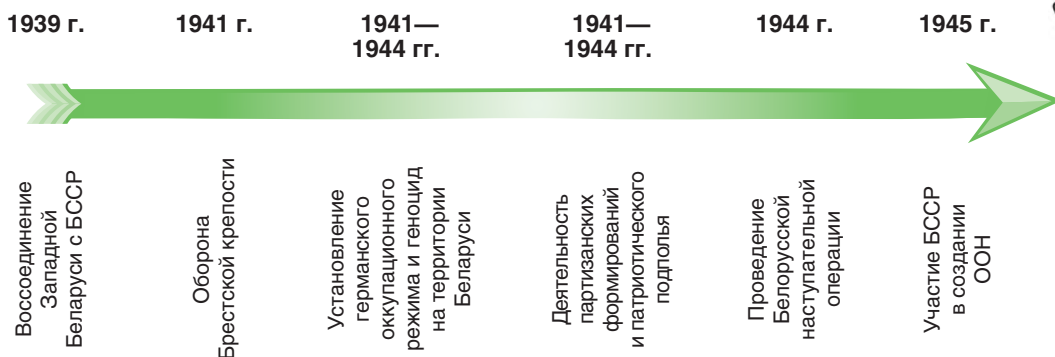 1939 г.
1941 г.
1941—
1944 гг.
1941—
1944 гг.
1944 г.
1945 г.
Воссоединение
Западной
Беларуси с БССР
Оборона
Брестской крепости
Установление
германского
оккупационного
режима и геноцид
на территории
Беларуси
Деятельность
партизанских
формирований
и патриотического
подполья
Проведение
Белорусской
наступательной
операции
Участие БССР
в создании
ООН